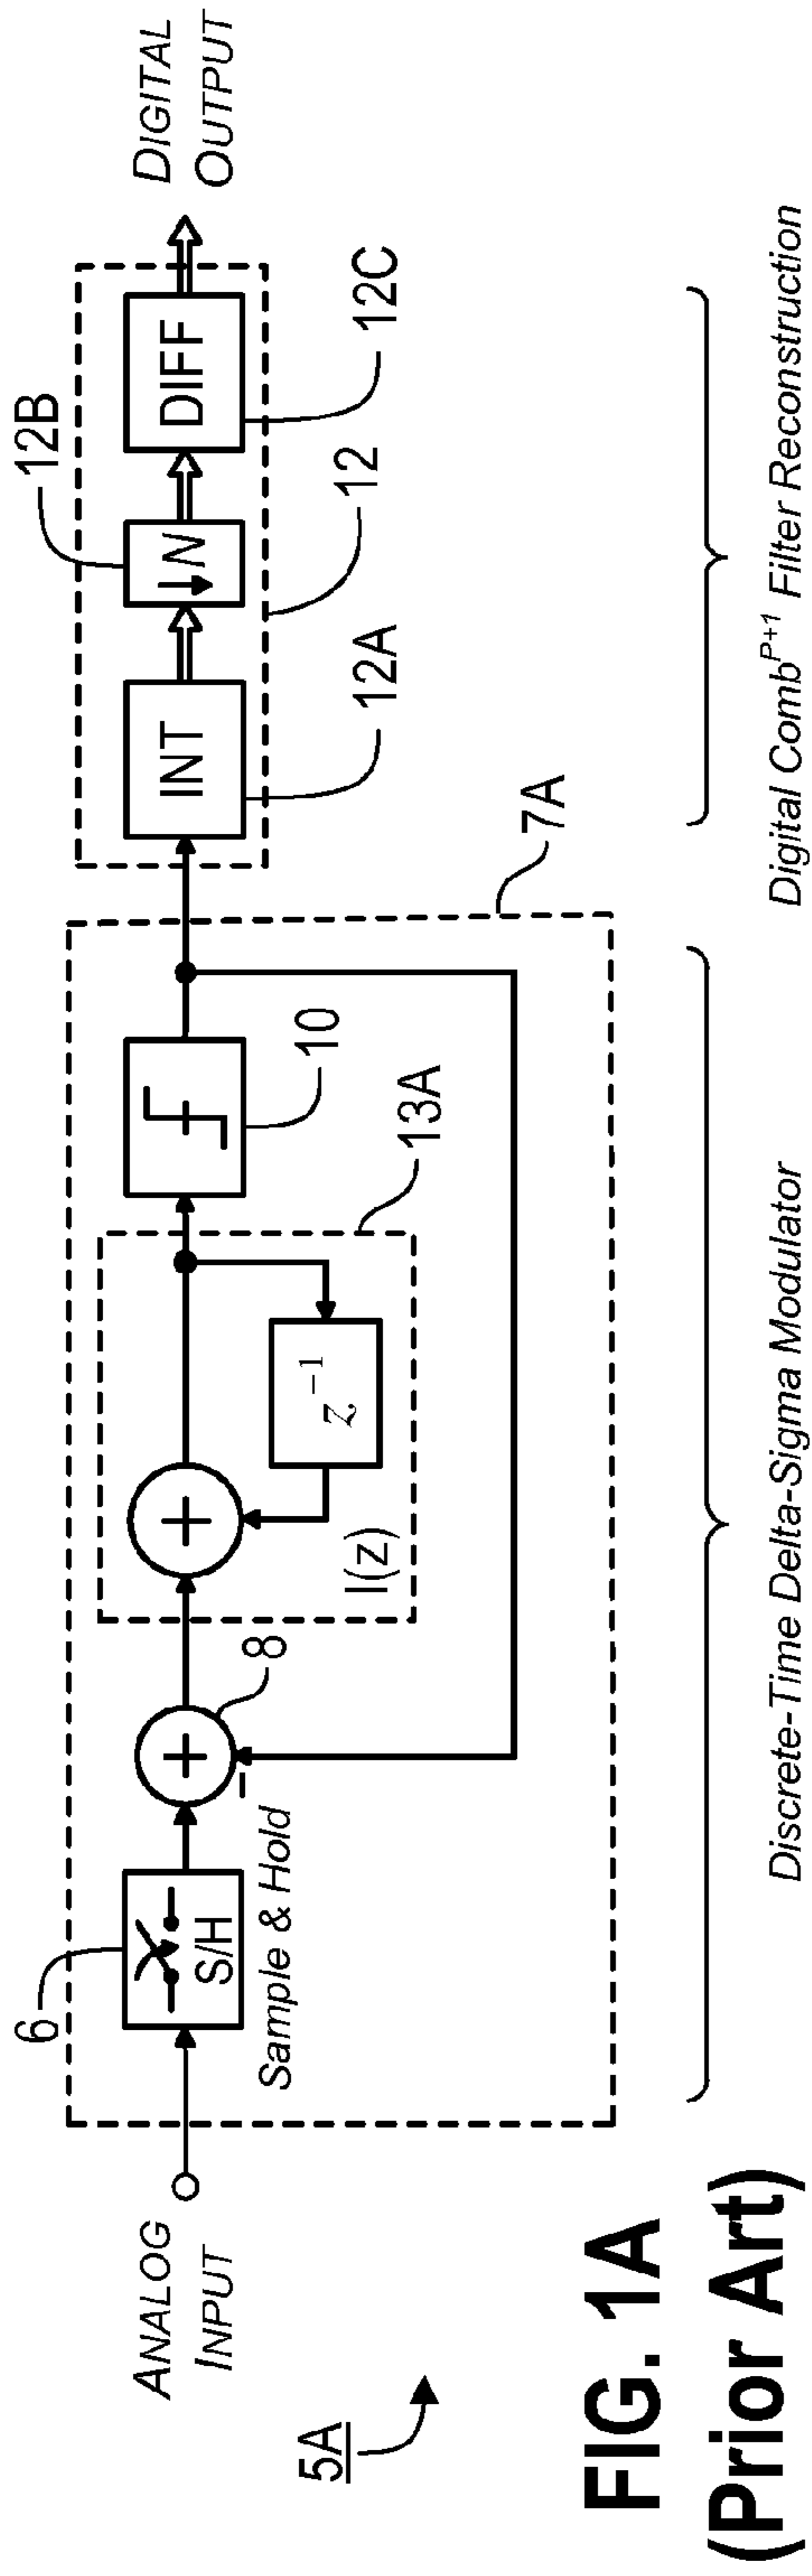 ANALOG
INPUT
6
S/H
Sample & Hold
+
–
8
+
z⁻¹
I(z)
13A
10
7A
INT
12A
↓N
12B
12
DIFF
12C
DIGITAL
OUTPUT
Discrete-Time Delta-Sigma Modulator
Digital Combᴾ⁺¹ Filter Reconstruction
5A
FIG. 1A
(Prior Art)